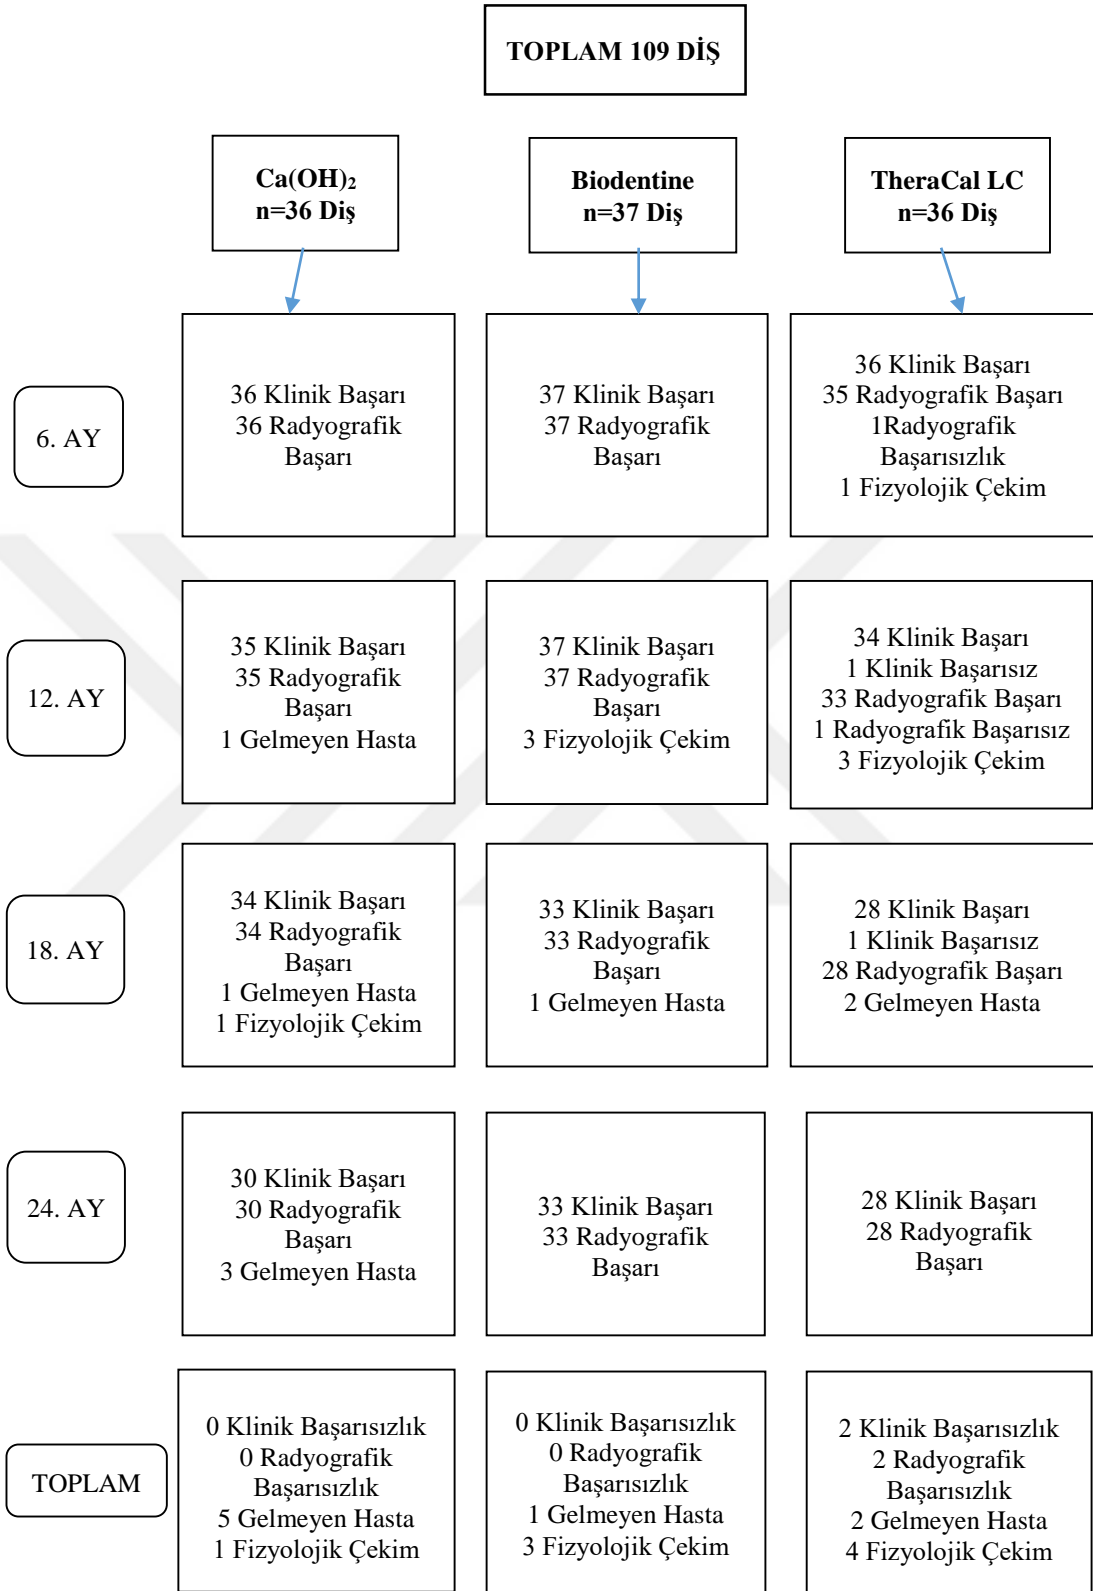 TOPLAM 109 DİŞ
Ca(OH)₂
n=36 Diş
Biodentine
n=37 Diş
TheraCal LC
n=36 Diş
6. AY
36 Klinik Başarı
36 Radyografik
Başarı
37 Klinik Başarı
37 Radyografik
Başarı
36 Klinik Başarı
35 Radyografik Başarı
1Radyografik
Başarısızlık
1 Fizyolojik Çekim
12. AY
35 Klinik Başarı
35 Radyografik
Başarı
1 Gelmeyen Hasta
37 Klinik Başarı
37 Radyografik
Başarı
3 Fizyolojik Çekim
34 Klinik Başarı
1 Klinik Başarısız
33 Radyografik Başarı
1 Radyografik Başarısız
3 Fizyolojik Çekim
18. AY
34 Klinik Başarı
34 Radyografik
Başarı
1 Gelmeyen Hasta
1 Fizyolojik Çekim
33 Klinik Başarı
33 Radyografik
Başarı
1 Gelmeyen Hasta
28 Klinik Başarı
1 Klinik Başarısız
28 Radyografik Başarı
2 Gelmeyen Hasta
24. AY
30 Klinik Başarı
30 Radyografik
Başarı
3 Gelmeyen Hasta
33 Klinik Başarı
33 Radyografik
Başarı
28 Klinik Başarı
28 Radyografik
Başarı
TOPLAM
0 Klinik Başarısızlık
0 Radyografik
Başarısızlık
5 Gelmeyen Hasta
1 Fizyolojik Çekim
0 Klinik Başarısızlık
0 Radyografik
Başarısızlık
1 Gelmeyen Hasta
3 Fizyolojik Çekim
2 Klinik Başarısızlık
2 Radyografik
Başarısızlık
2 Gelmeyen Hasta
4 Fizyolojik Çekim